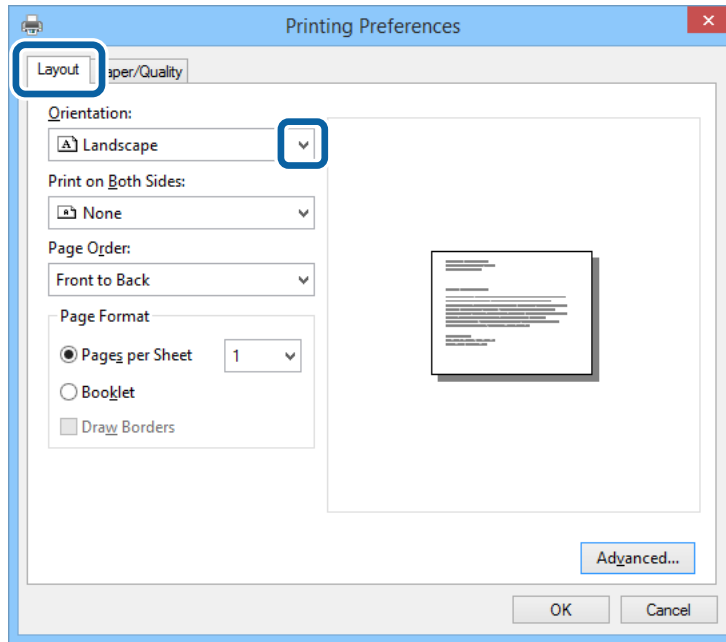 Printing Preferences
Layout
aper/Quality
Orientation:
Landscape
Print on Both Sides:
None
Page Order:
Front to Back
Page Format
Pages per Sheet 1
Booklet
Draw Borders
Advanced...
OK Cancel